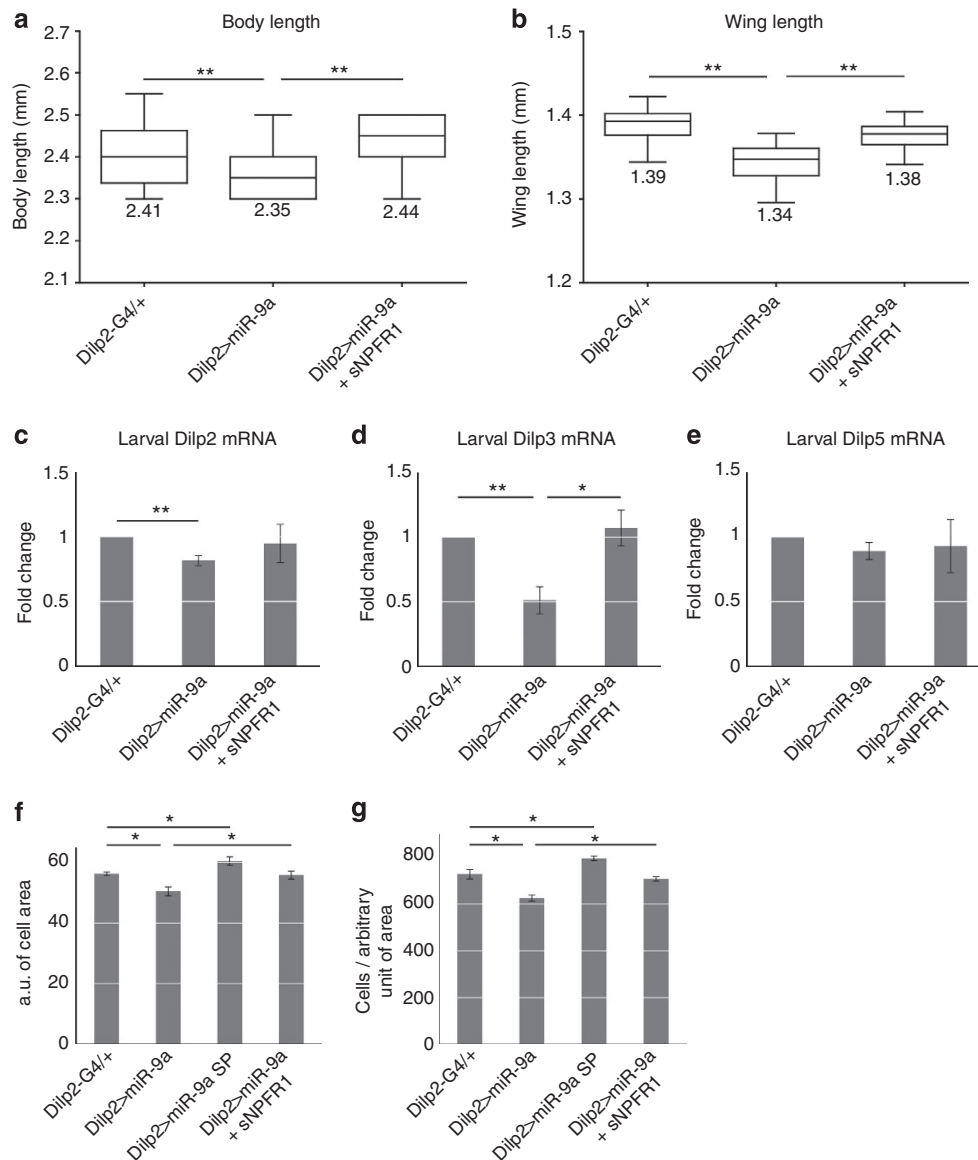 a
Body length
2.7
2.6
2.5
2.4
2.3
2.2
2.1
Body length (mm)
**
**
2.41
2.35
2.44
Dilp2-G4/+
Dilp2>miR-9a
Dilp2>miR-9a
+ sNPFR1
b
Wing length
1.5
1.4
1.3
1.2
Wing length (mm)
**
**
1.39
1.34
1.38
Dilp2-G4/+
Dilp2>miR-9a
Dilp2>miR-9a
+ sNPFR1
c
Larval Dilp2 mRNA
1.5
1
0.5
0
Fold change
**
Dilp2-G4/+
Dilp2>miR-9a
Dilp2>miR-9a
+ sNPFR1
d
Larval Dilp3 mRNA
1.5
1
0.5
0
Fold change
**
*
Dilp2-G4/+
Dilp2>miR-9a
Dilp2>miR-9a
+ sNPFR1
e
Larval Dilp5 mRNA
1.5
1
0.5
0
Fold change
Dilp2-G4/+
Dilp2>miR-9a
Dilp2>miR-9a
+ sNPFR1
f
60
40
20
0
a.u. of cell area
*
*
*
Dilp2-G4/+
Dilp2>miR-9a
Dilp2>miR-9a SP
Dilp2>miR-9a
+ sNPFR1
g
800
600
400
200
0
Cells / arbitrary
unit of area
*
*
*
Dilp2-G4/+
Dilp2>miR-9a
Dilp2>miR-9a SP
Dilp2>miR-9a
+ sNPFR1